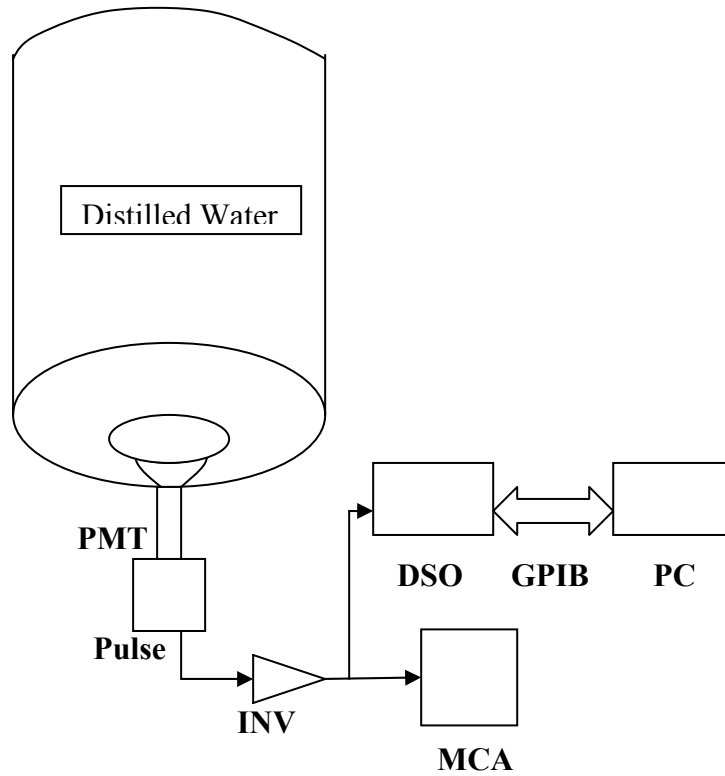 Distilled Water
PMT
DSO GPIB PC
Pulse
INV
MCA